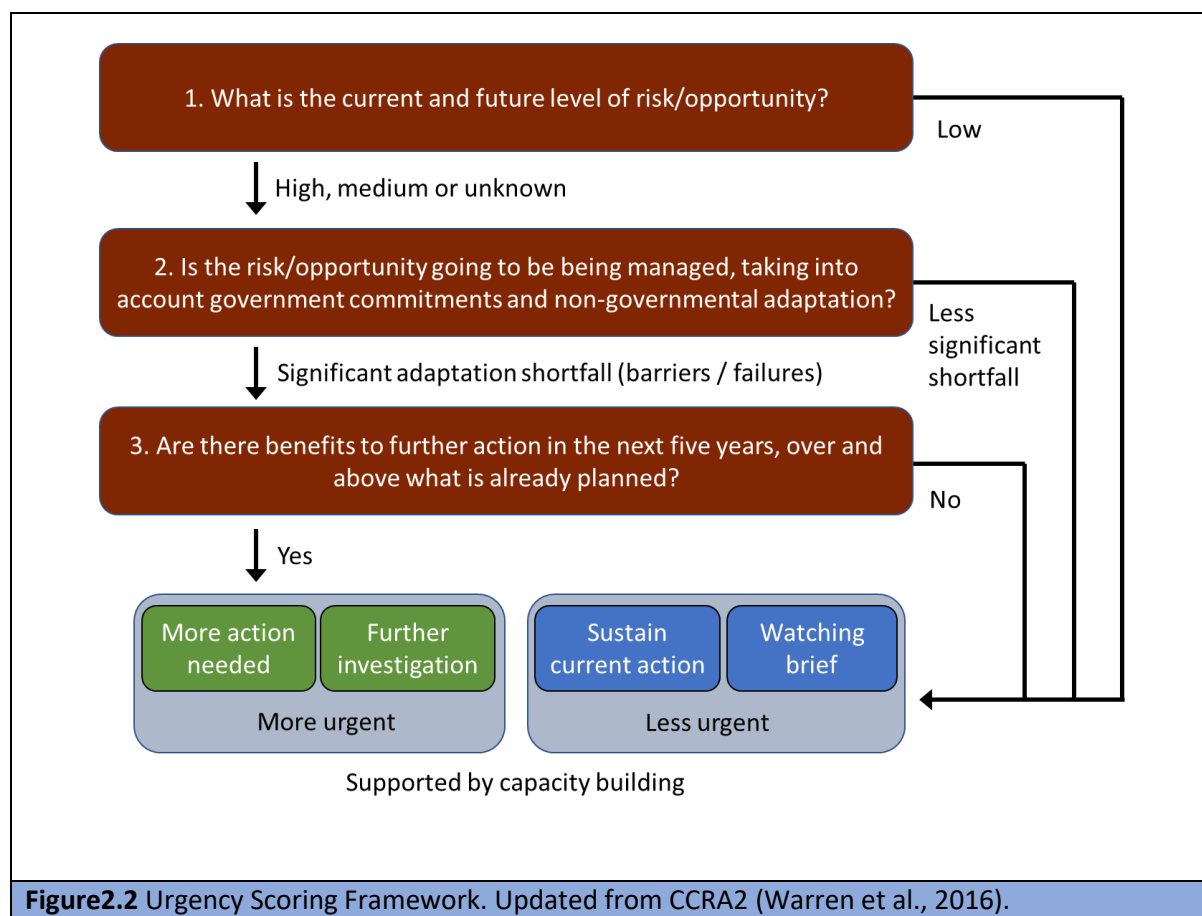 1. What is the current and future level of risk/opportunity?
Low
High, medium or unknown
2. Is the risk/opportunity going to be being managed, taking into
account government commitments and non-governmental adaptation?
Less
significant
shortfall
Significant adaptation shortfall (barriers / failures)
3. Are there benefits to further action in the next five years, over and
above what is already planned?
No
Yes
More action
needed
Further
investigation
More urgent
Sustain
current action
Watching
brief
Less urgent
Supported by capacity building
Figure2.2 Urgency Scoring Framework. Updated from CCRA2 (Warren et al., 2016).